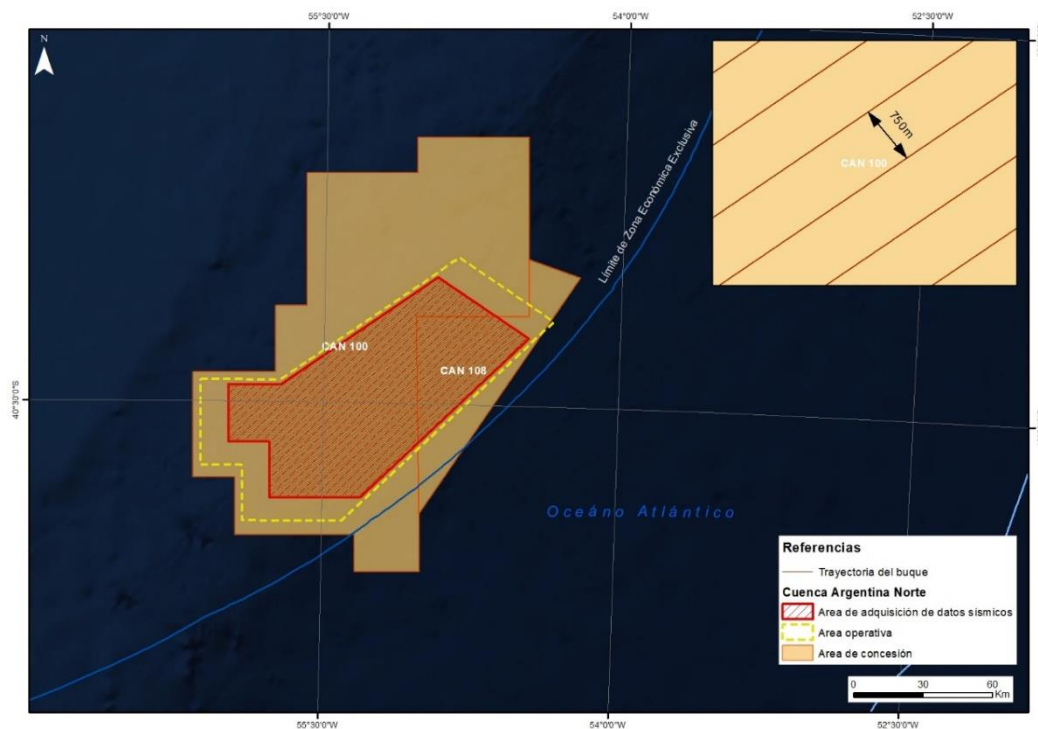 55°30'0"W
54°0'0"W
52°30'0"W
N
750m
CAN 100
Límite de Zona Económica Exclusiva
CAN 100
CAN 108
40°30'0"S
Oceáno Atlántico
Referencias
Trayectoria del buque
Cuenca Argentina Norte
Area de adquisición de datos sísmicos
Area operativa
Area de concesión
0
30
60
Km
55°30'0"W
54°0'0"W
52°30'0"W